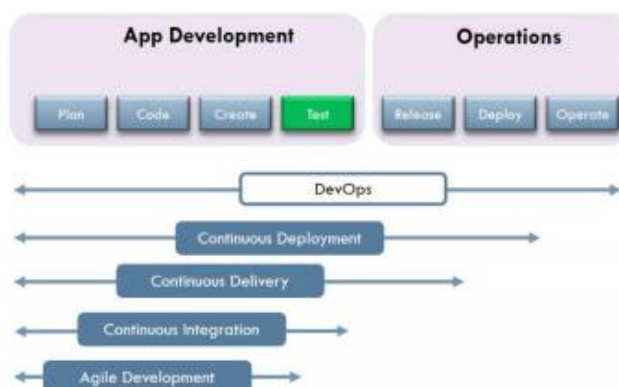 App Development
Operations
Plan
Code
Create
Test
Release
Deploy
Operate
DevOps
Continuous Deployment
Continuous Delivery
Continuous Integration
Agile Development